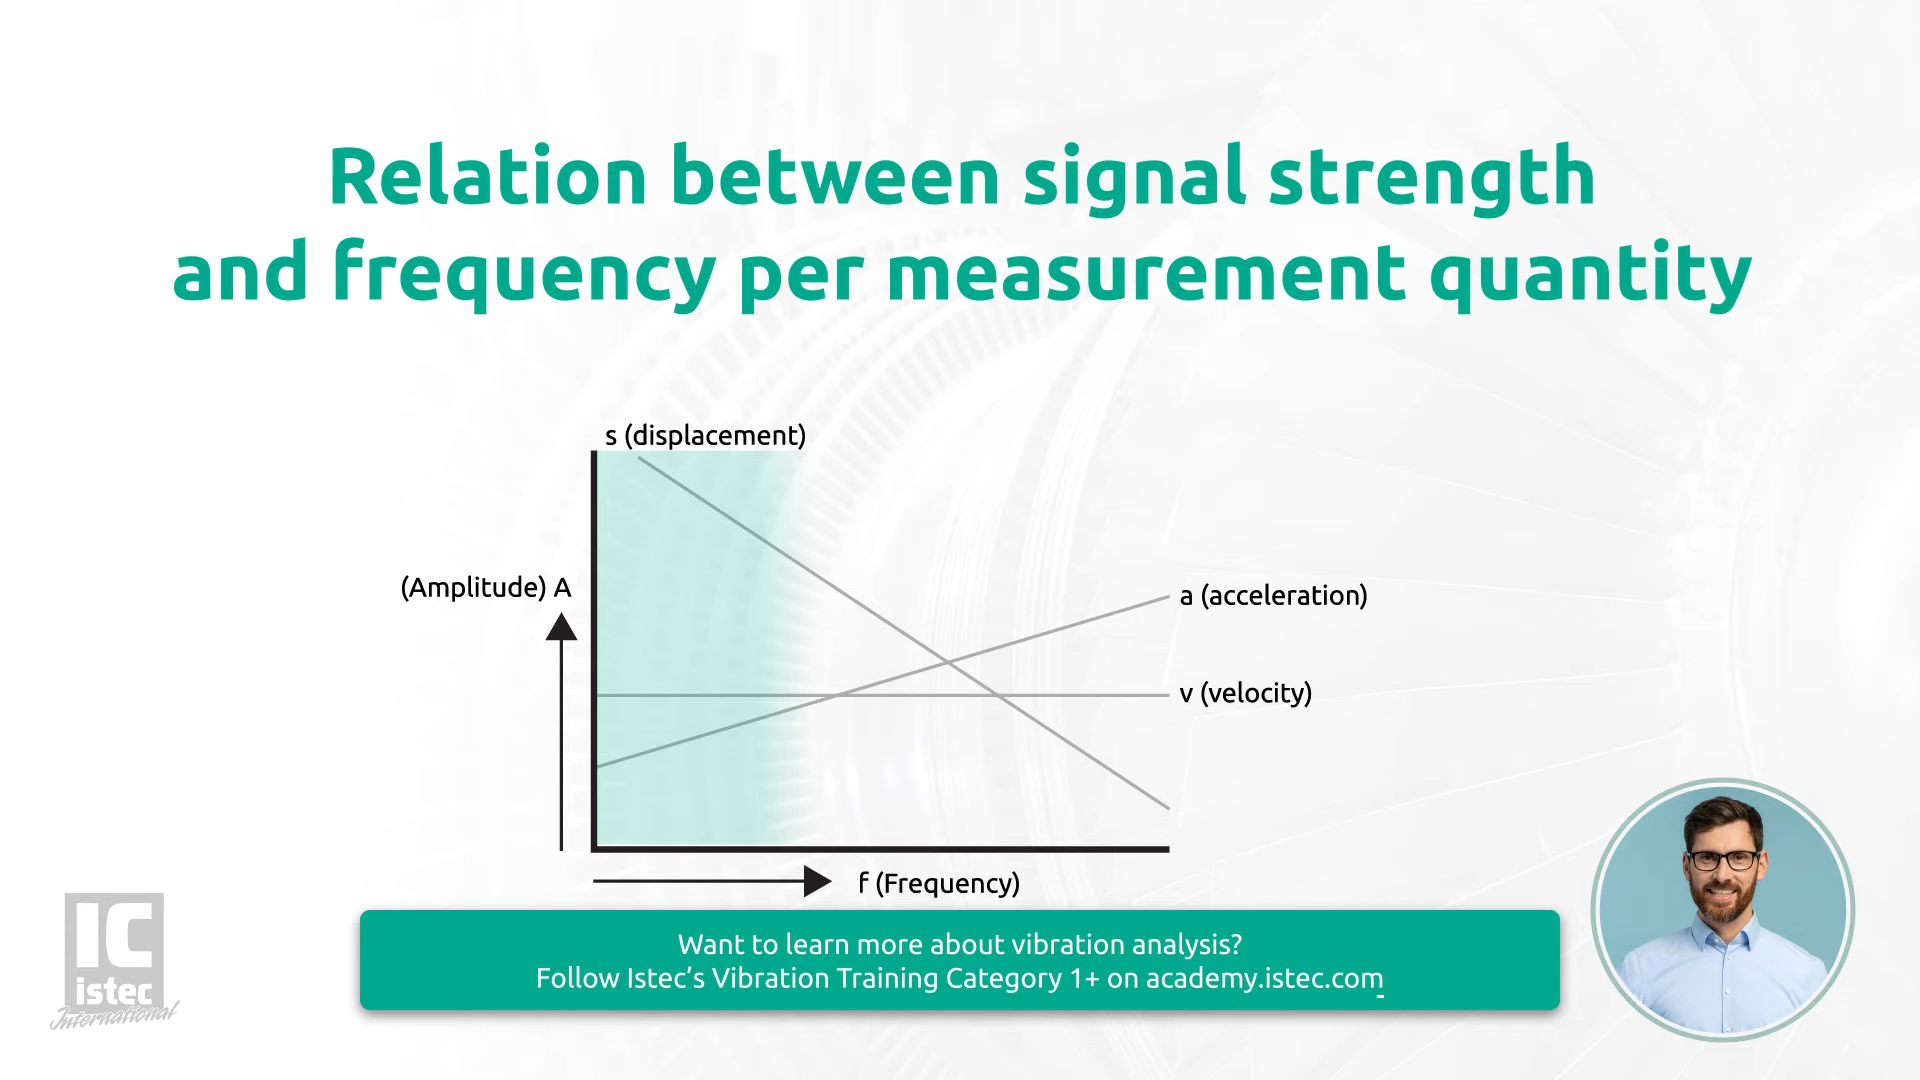 Relation between signal strength
and frequency per measurement quantity
s (displacement)
(Amplitude) A
a (acceleration)
v (velocity)
f (Frequency)
Want to learn more about vibration analysis?
Follow Istec’s Vibration Training Category 1+ on academy.istec.com
IC
istec
International